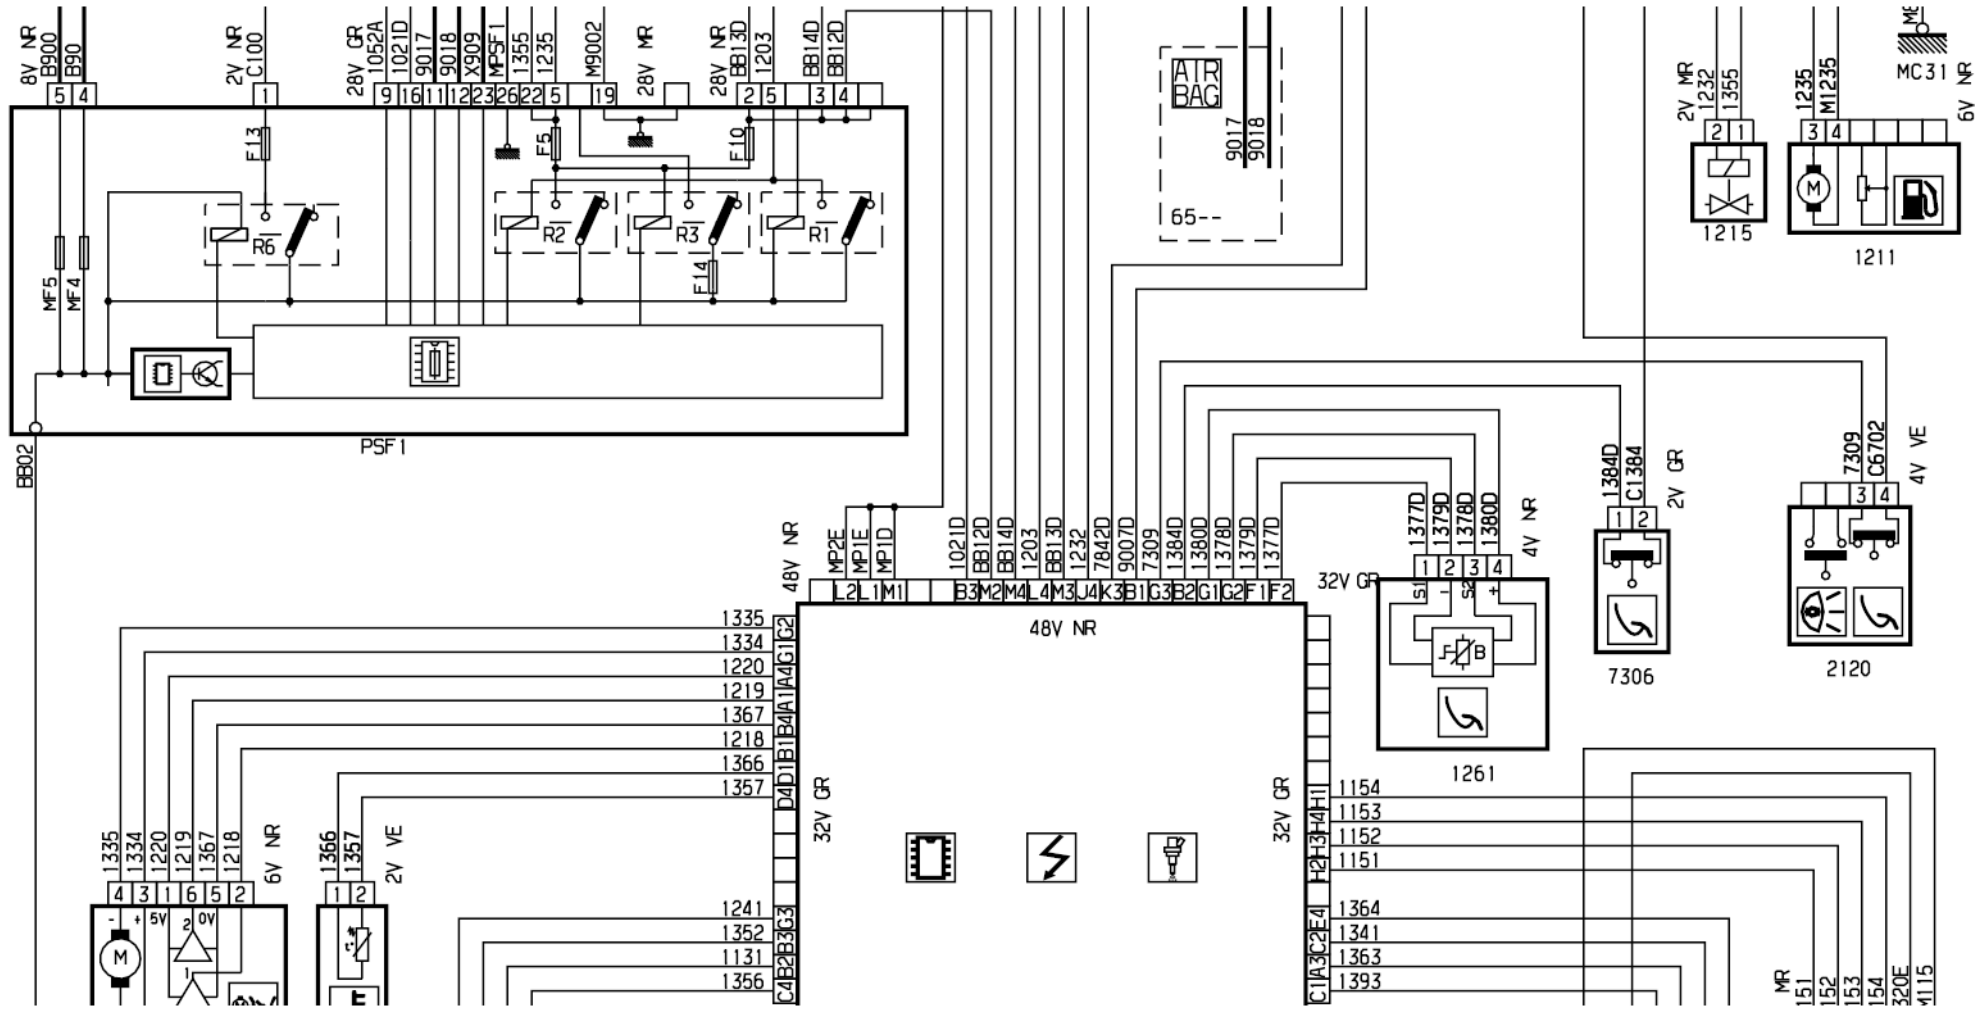 8V NR
B900
B90
2V NR
C100
28V GR
1052A
1021D
9017
9018
X909
MPSF1
1355
1235
M9002
28V MR
28V NR
BB13D
1203
BB14D
BB12D
5 4
1
9 16 11 12 23 26 22 5 19
2 5 3 4
F13
F5
F10
R6
R2
R3
R1
F14
MF5
MF4
PSF1
BB02
AIR
BAG
9017
9018
65--
2V MR
1232
1355
2 1
1215
1235
M1235
3 4
M
1211
MC31
6V NR
1384D
C1384
2V GR
1 2
7306
7309
C6702
4V VE
3 4
2120
1377D
1379D
1378D
1380D
4V NR
32V GR
1 2 3 4
S1 - S2 +
B
1261
48V NR
MP2E
MP1E
MP1D
1021D
BB12D
BB14D
1203
BB13D
1232
7842D
9007D
7309
1384D
1380D
1378D
1379D
1377D
L2 L1 M1 B3 M2 M4 L4 M3 J4 K3 B1 G3 B2 G1 G2 F1 F2
48V NR
1335 G2
1334 G1
1220 A4
1219 A1
1367 B4
1218 B1
1366 D1
1357 D4
32V GR
1241 G3
1352 B3
1131 B2
1356 C4
32V GR
H1 1154
H4 1153
H3 1152
H2 1151
E4 1364
C2 1341
A3 1363
C1 1393
1335
1334
1220
1219
1367
1218
6V NR
4 3 1 6 5 2
- + 5V 2 0V
M
1
1366
1357
2V VE
1 2
t°
MR
151
152
153
154
320E
M115